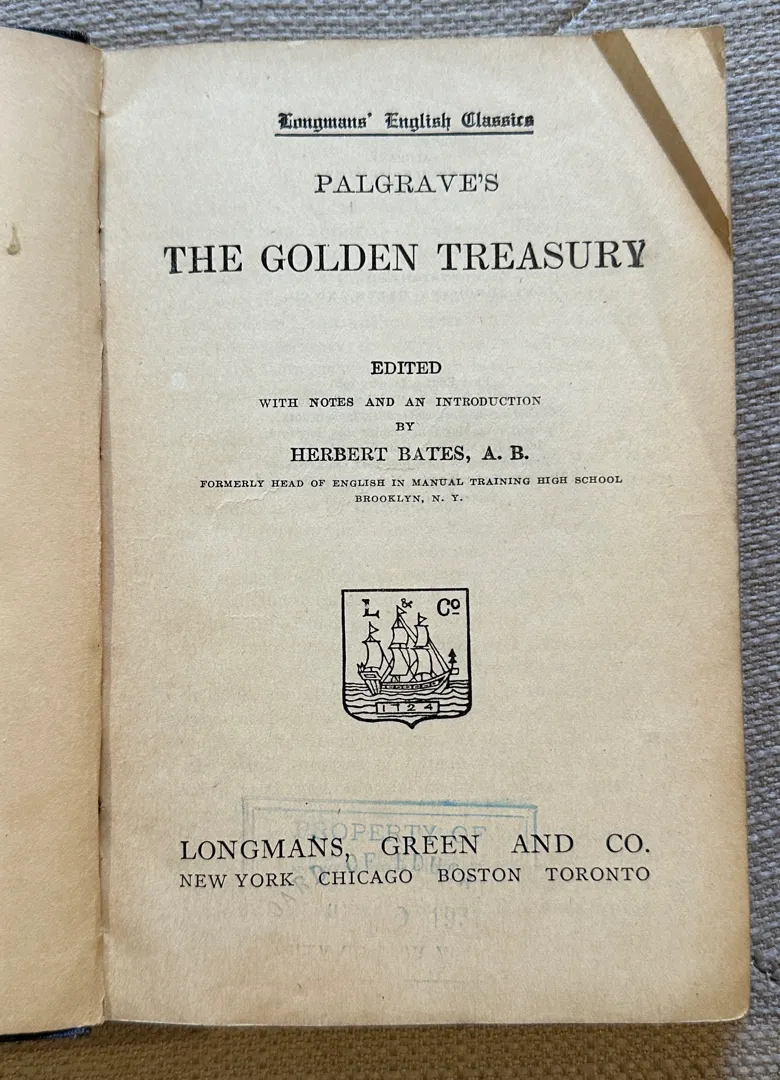 Longmans' English Classics
PALGRAVE'S
THE GOLDEN TREASURY
EDITED
WITH NOTES AND AN INTRODUCTION
BY
HERBERT BATES, A. B.
FORMERLY HEAD OF ENGLISH IN MANUAL TRAINING HIGH SCHOOL
BROOKLYN, N. Y.
L & Co
1724
PROPERTY OF
LONGMANS, GREEN AND CO.
OF
NEW YORK CHICAGO BOSTON TORONTO